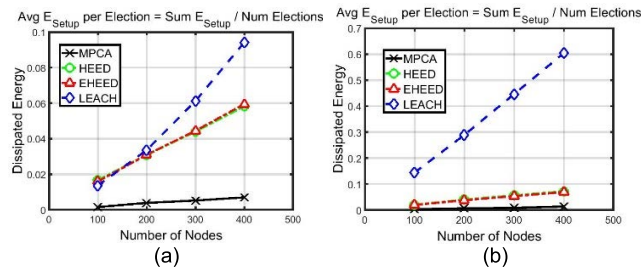 Avg E_Setup per Election = Sum E_Setup / Num Elections
0.1
0.08
0.06
0.04
0.02
0
MPCA
HEED
EHEED
LEACH
Dissipated Energy
0 100 200 300 400 500
Number of Nodes
(a)
Avg E_Setup per Election = Sum E_Setup / Num Elections
0.7
0.6
0.5
0.4
0.3
0.2
0.1
0
MPCA
HEED
EHEED
LEACH
Dissipated Energy
0 100 200 300 400 500
Number of Nodes
(b)